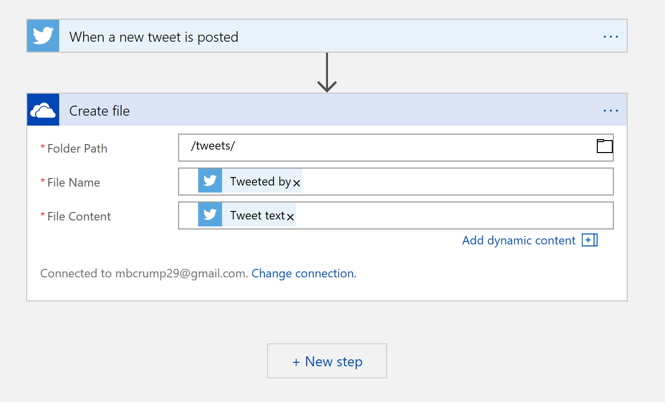 When a new tweet is posted ...
Create file ...
* Folder Path /tweets/
* File Name Tweeted by x
* File Content Tweet text x
Add dynamic content
Connected to mbcrump29@gmail.com. Change connection.
+ New step